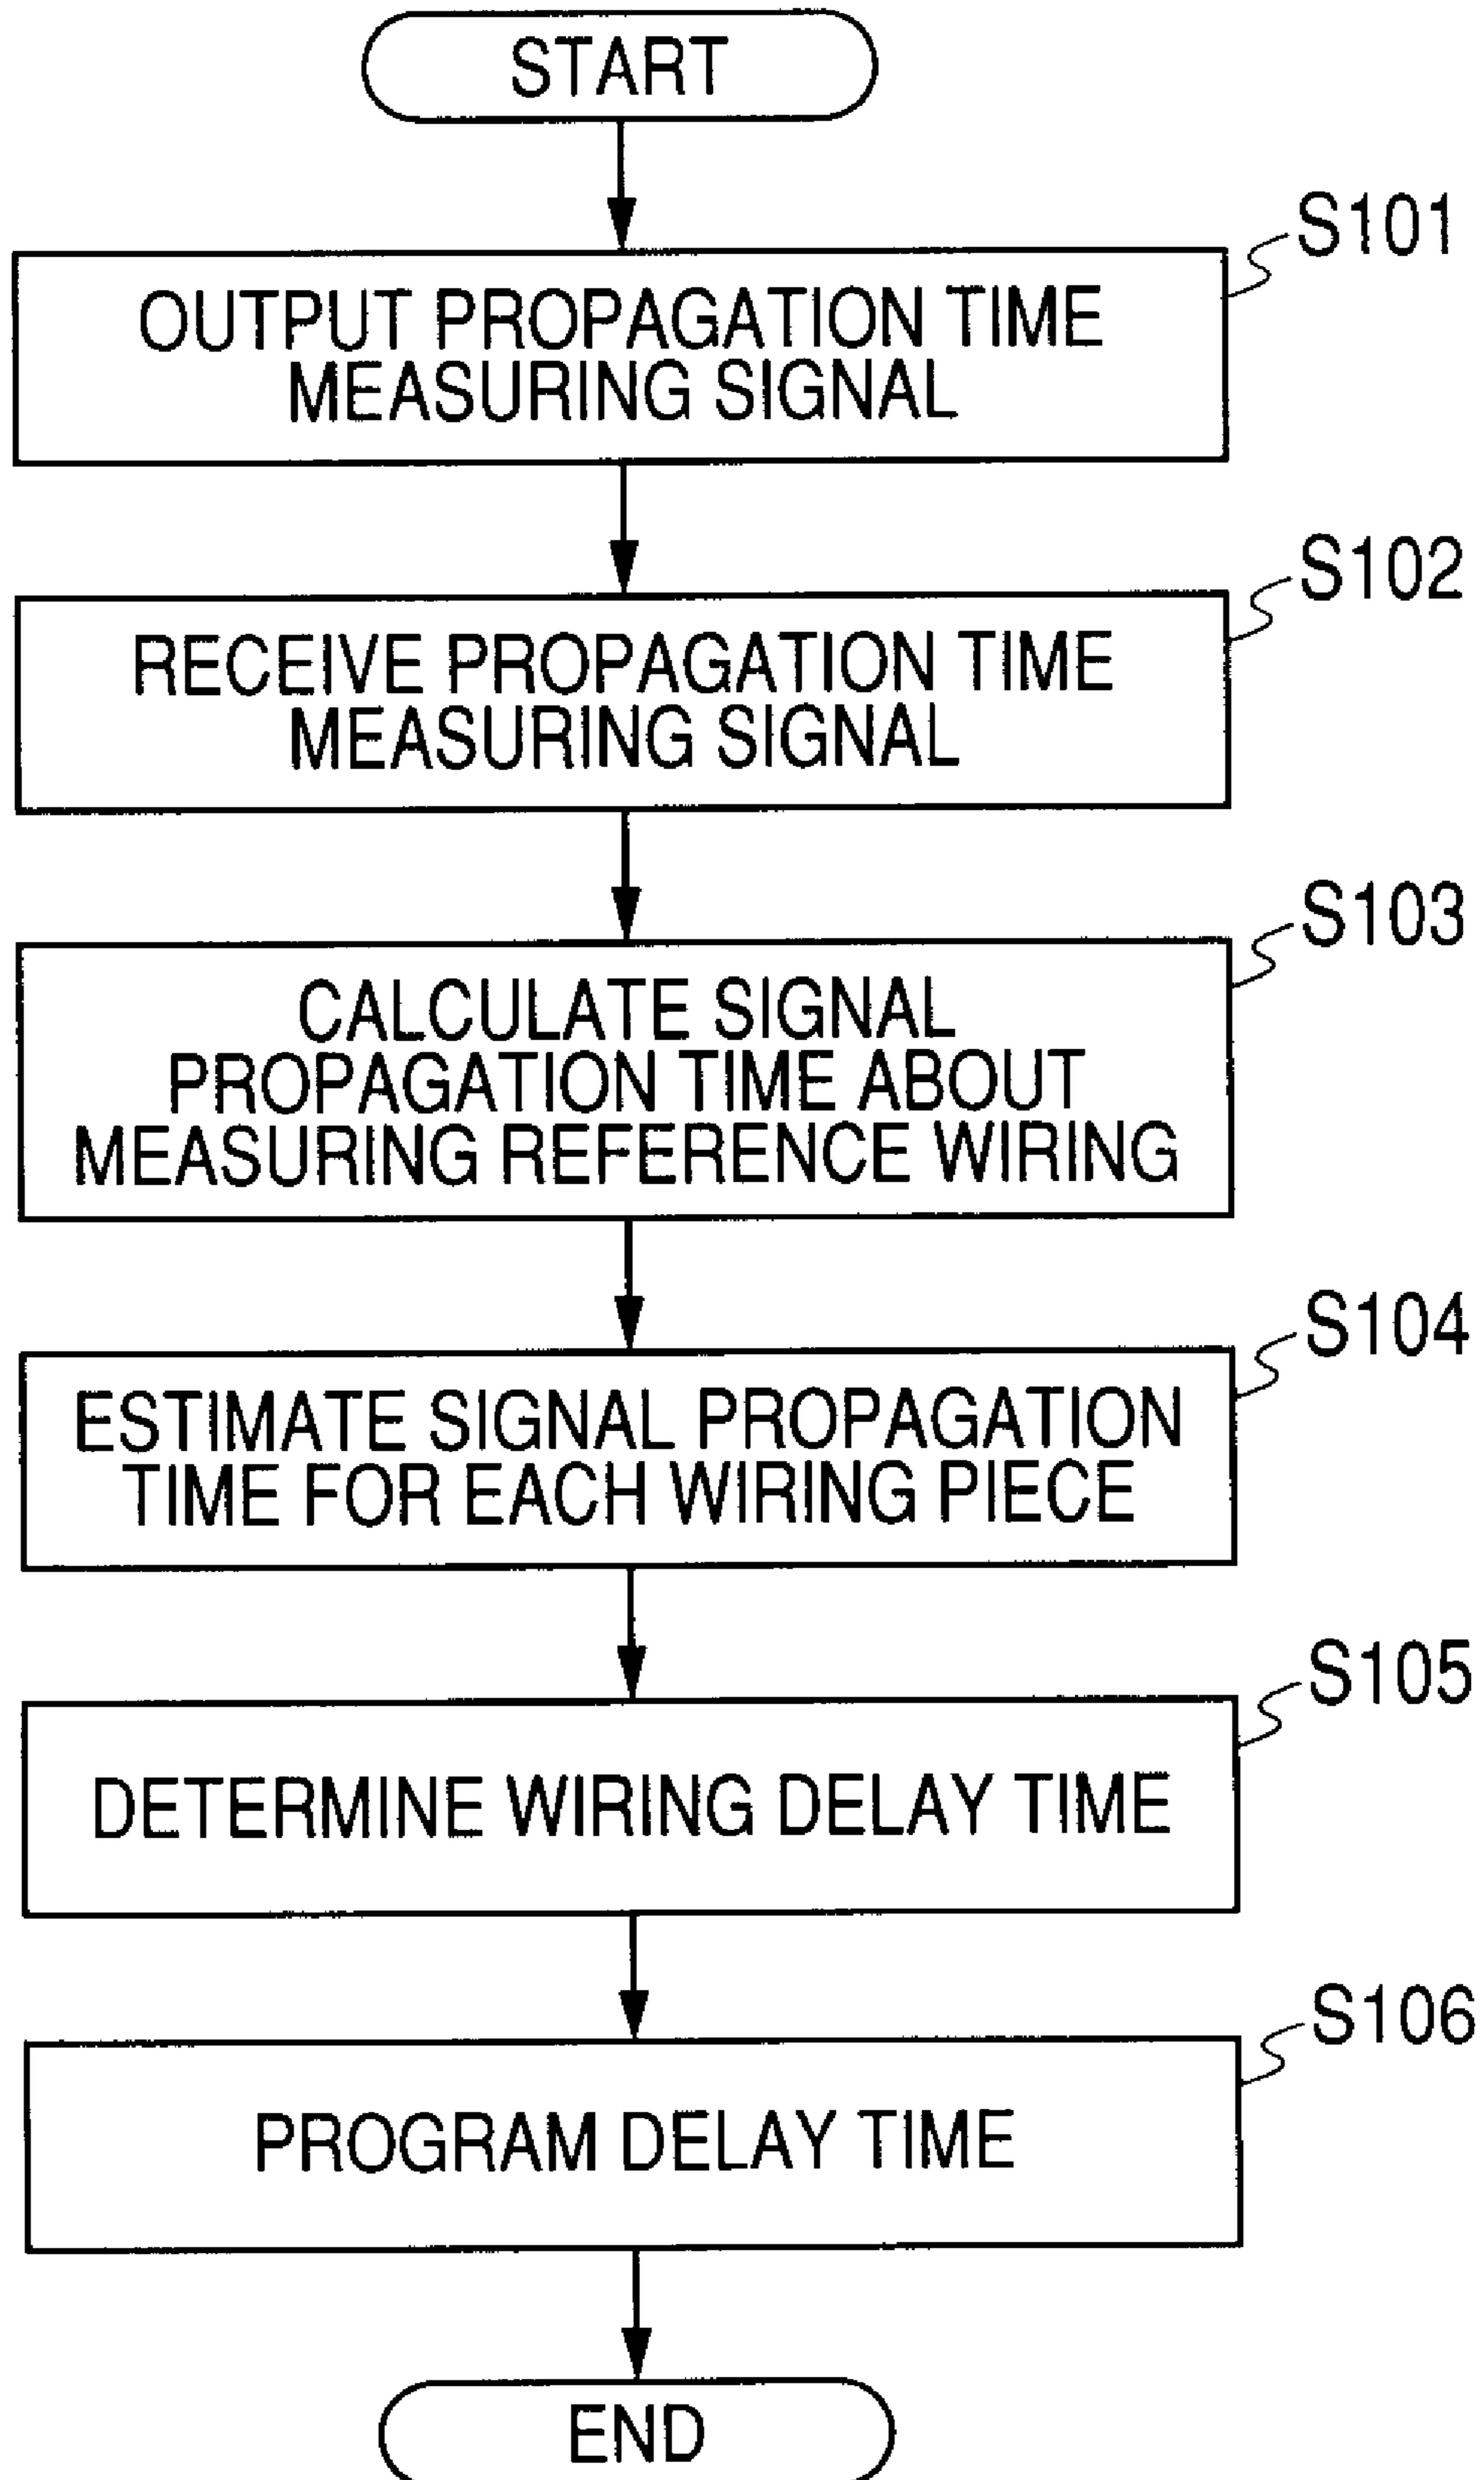 START
S101
OUTPUT PROPAGATION TIME
MEASURING SIGNAL
S102
RECEIVE PROPAGATION TIME
MEASURING SIGNAL
S103
CALCULATE SIGNAL
PROPAGATION TIME ABOUT
MEASURING REFERENCE WIRING
S104
ESTIMATE SIGNAL PROPAGATION
TIME FOR EACH WIRING PIECE
S105
DETERMINE WIRING DELAY TIME
S106
PROGRAM DELAY TIME
END